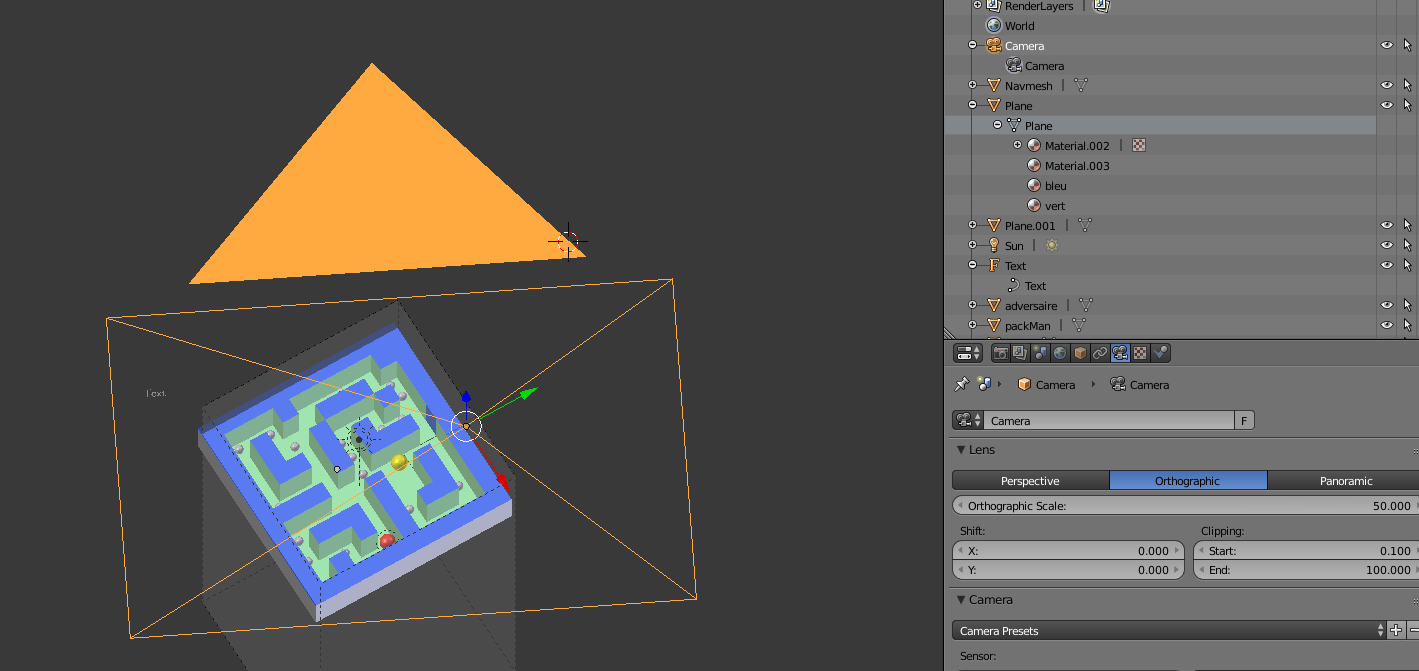 RenderLayers
World
Camera
Camera
Navmesh
Plane
Plane
Material.002
Material.003
bleu
vert
Plane.001
Sun
F Text
Text
adversaire
packMan
Text
Camera
Camera
Camera
F
Lens
Perspective
Orthographic
Panoramic
Orthographic Scale:
50.000
Shift:
Clipping:
X:
0.000
Start:
0.100
Y:
0.000
End:
100.000
Camera
Camera Presets
Sensor: